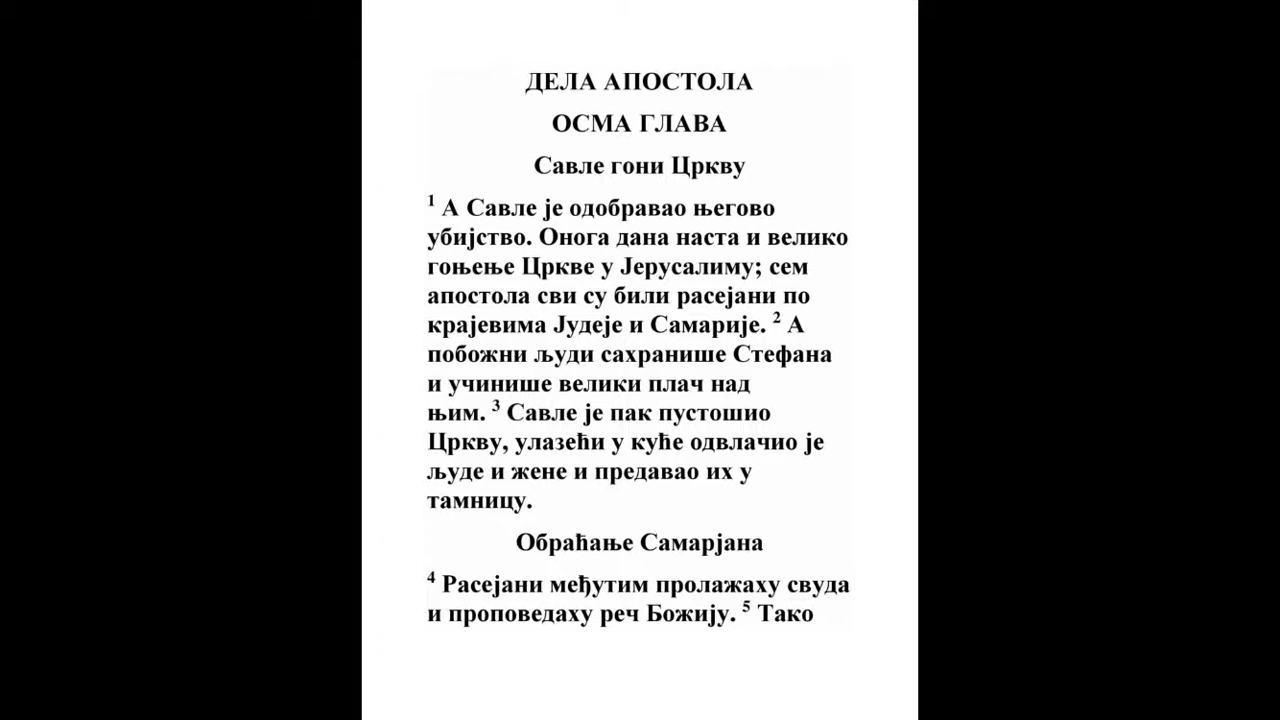 ДЕЛА АПОСТОЛА
ОСМА ГЛАВА
Савле гони Цркву
1 А Савле је одобравао његово
убијство. Онога дана наста и велико
гоњење Цркве у Јерусалиму; сем
апостола сви су били расејани по
крајевима Јудеје и Самарије. 2 А
побожни људи сахранише Стефана
и учинише велики плач над
њим. 3 Савле је пак пустошио
Цркву, улазећи у куће одвлачио је
људе и жене и предавао их у
тамницу.
Обраћање Самарјана
4 Расејани међутим пролажаху свуда
и проповедаху реч Божију. 5 Тако